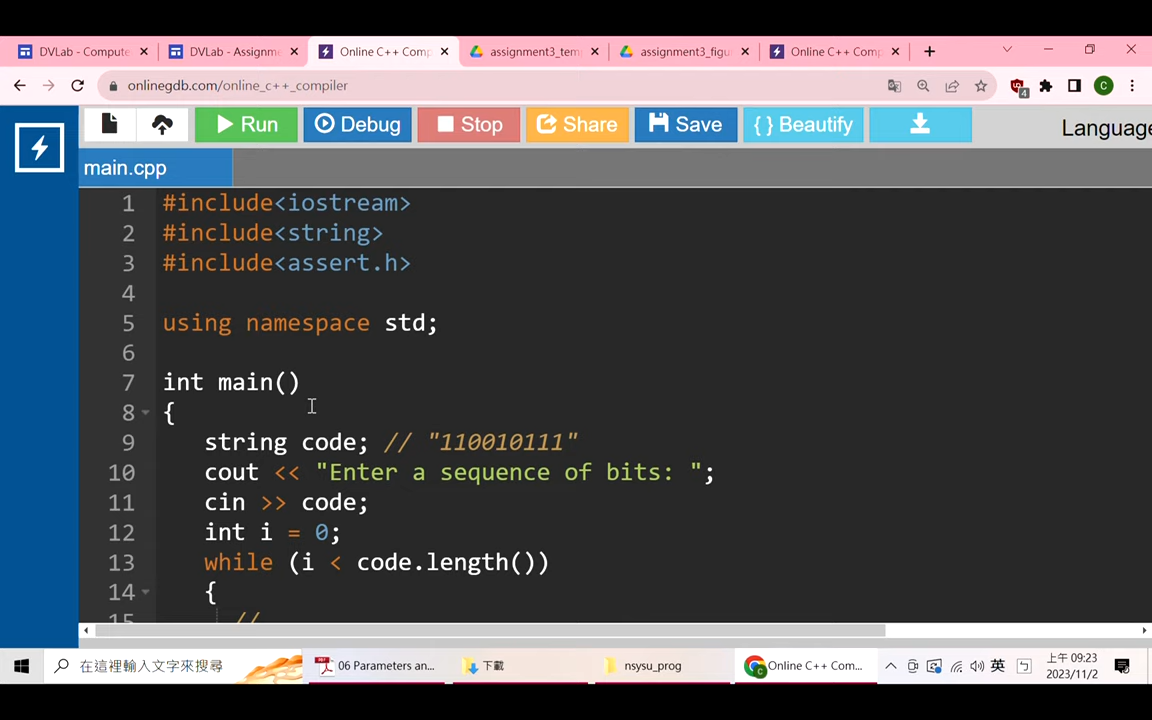 DVLab - Compute
DVLab - Assignm
Online C++ Comp
assignment3_tem
assignment3_figu
Online C++ Comp
onlinegdb.com/online_c++_compiler
4
C
Run
Debug
Stop
Share
Save
{ } Beautify
Language
main.cpp
1 #include<iostream>
2 #include<string>
3 #include<assert.h>
4
5 using namespace std;
6
7 int main()
8 {
9 string code; // "110010111"
10 cout << "Enter a sequence of bits: ";
11 cin >> code;
12 int i = 0;
13 while (i < code.length())
14 {
15 //
在這裡輸入文字來搜尋
06 Parameters an...
下載
nsysu_prog
Online C++ Com...
英
上午 09:23
2023/11/2